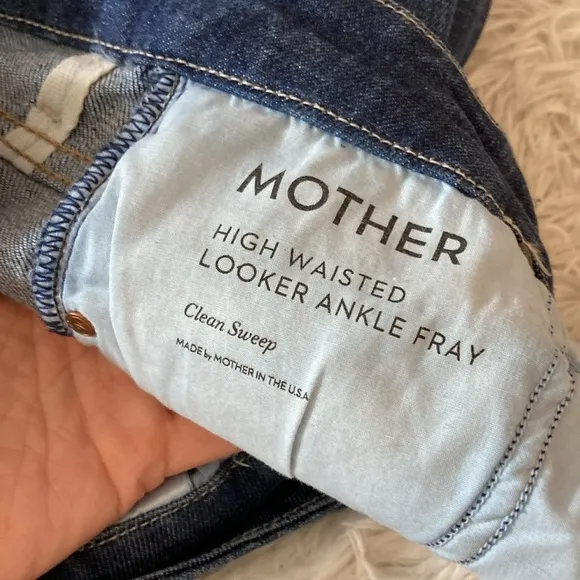 MOTHER
HIGH WAISTED
LOOKER ANKLE FRAY
Clean Sweep
MADE by MOTHER IN THE U.S.A